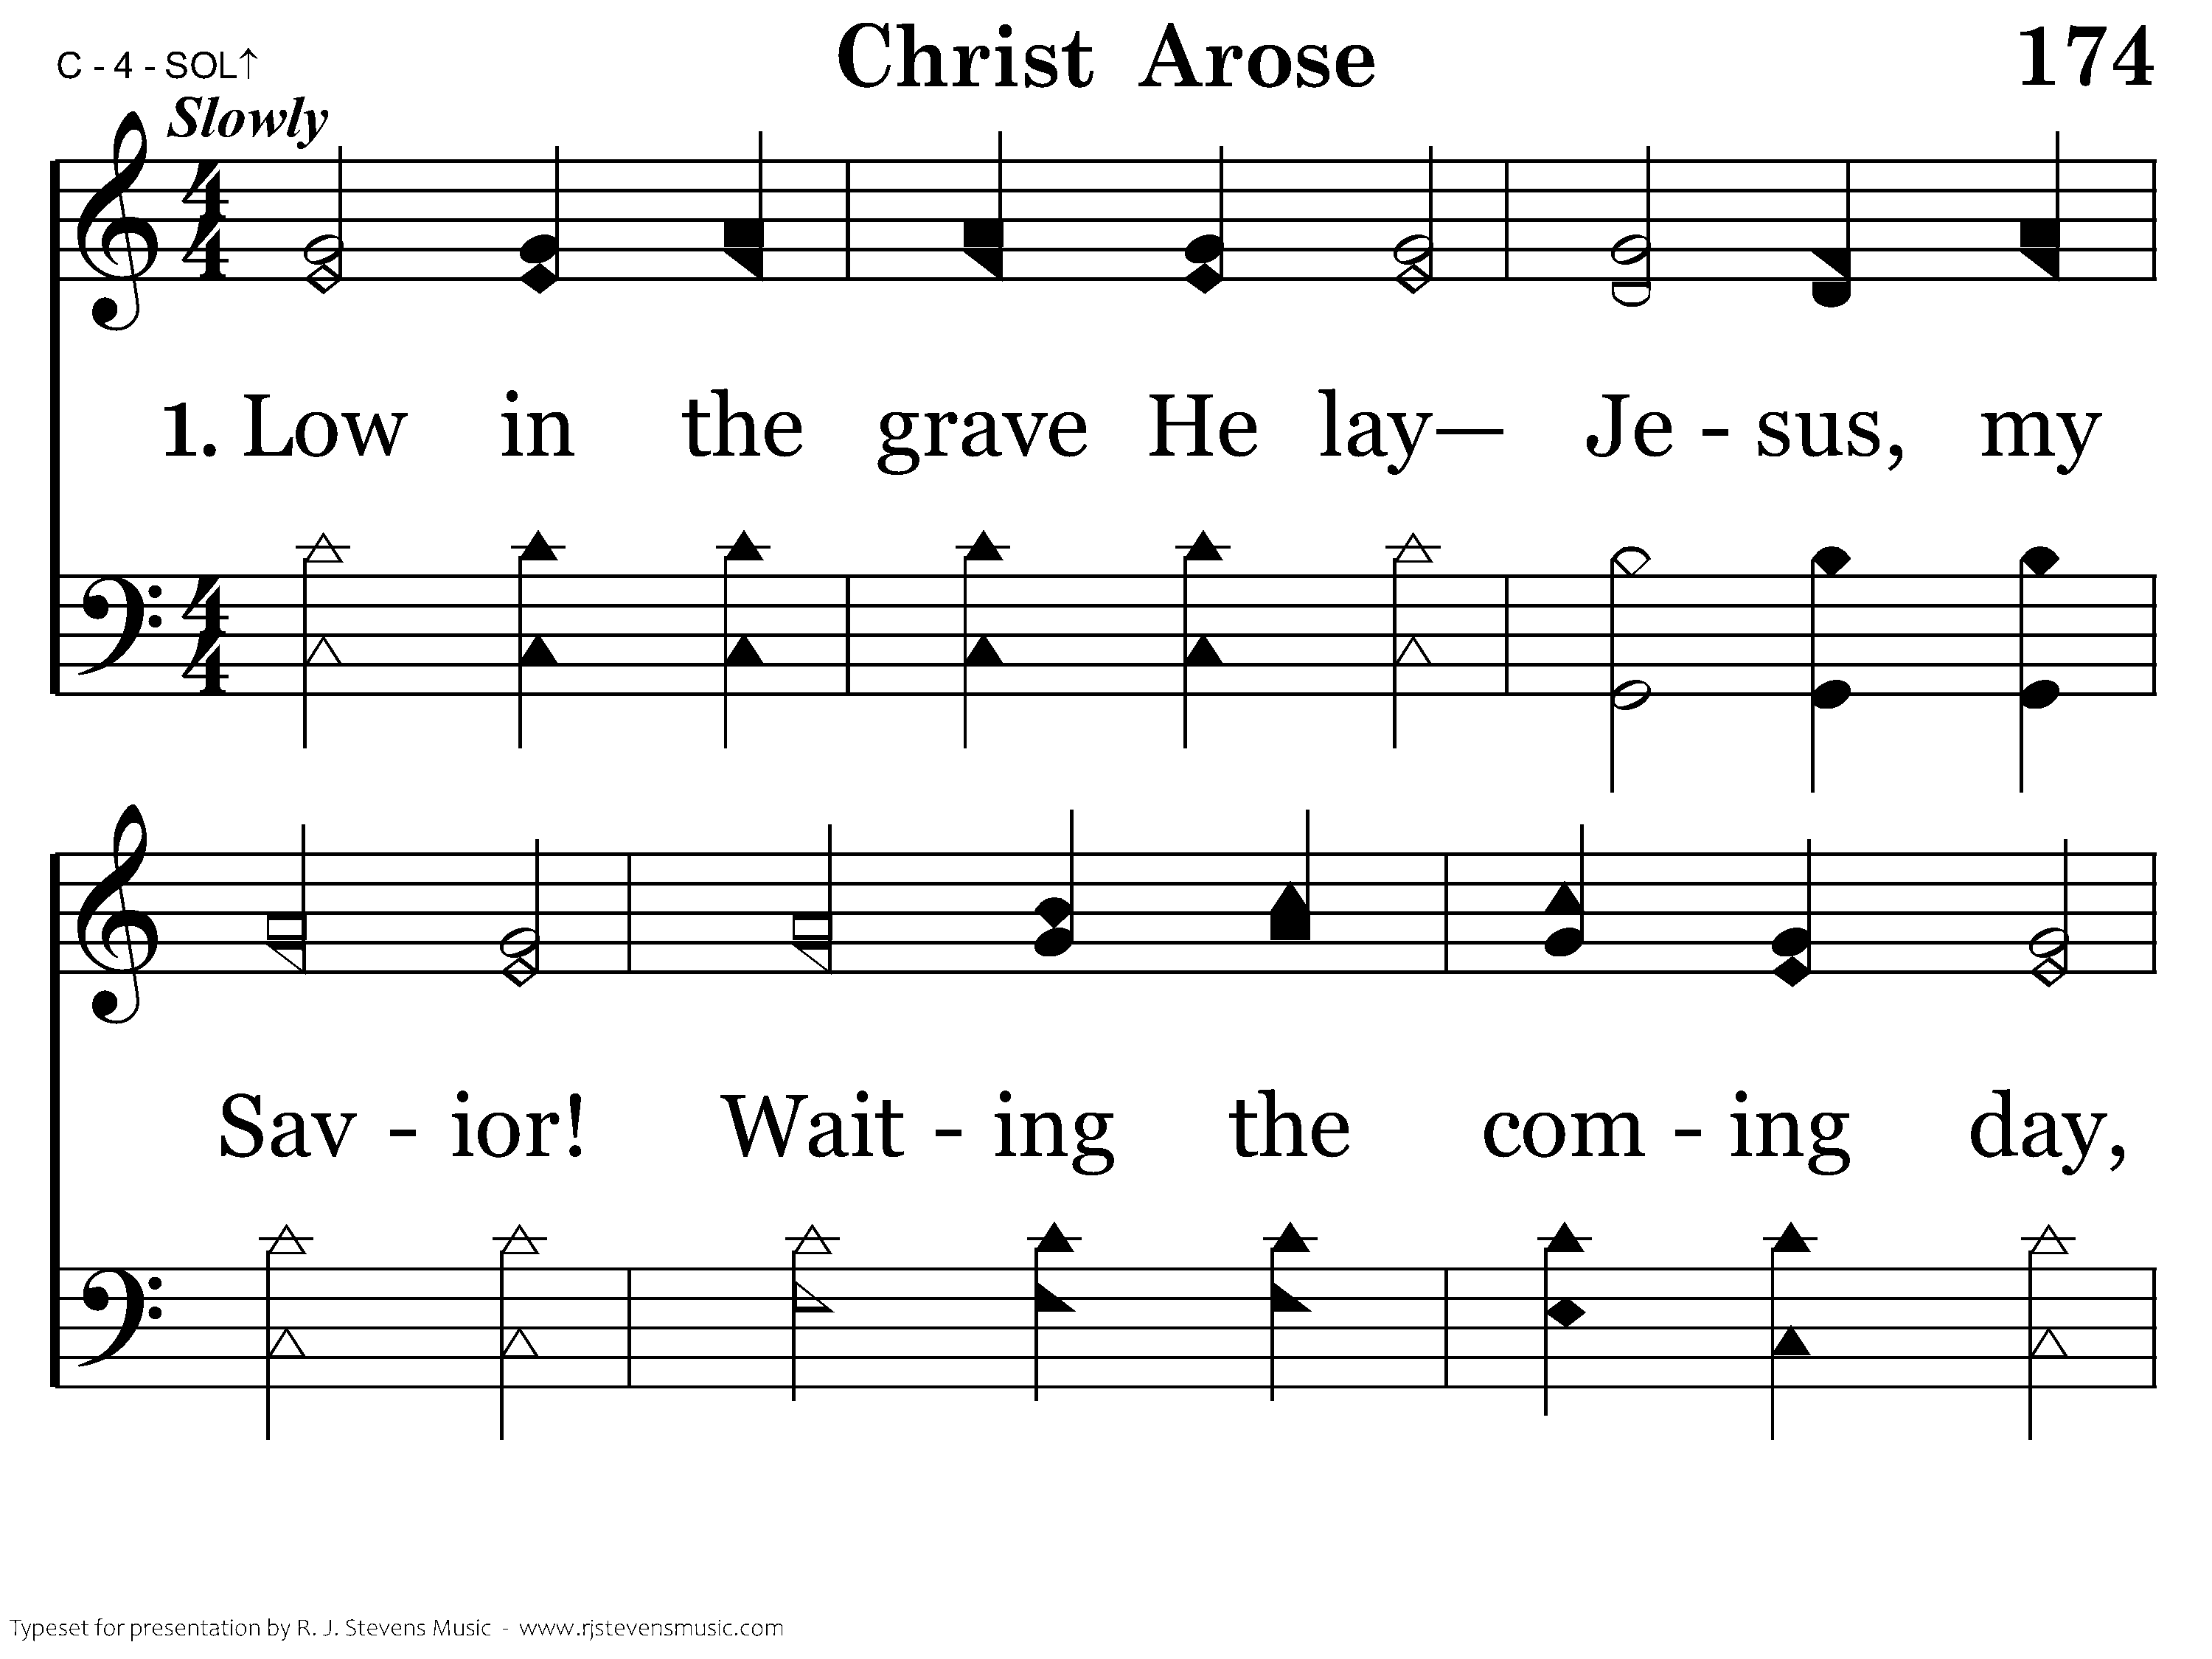 C - 4 - SOL↑
Christ Arose
174
Slowly
1. Low in the grave He lay— Je - sus, my
Sav - ior! Wait - ing the com - ing day,
Typeset for presentation by R. J. Stevens Music - www.rjstevensmusic.com